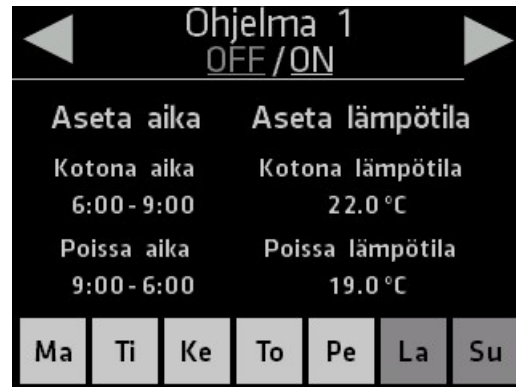 Ohjelma 1
OFF/ON
Aseta aika Aseta lämpötila
Kotona aika Kotona lämpötila
6:00-9:00 22.0 °C
Poissa aika Poissa lämpötila
9:00-6:00 19.0 °C
Ma Ti Ke To Pe La Su